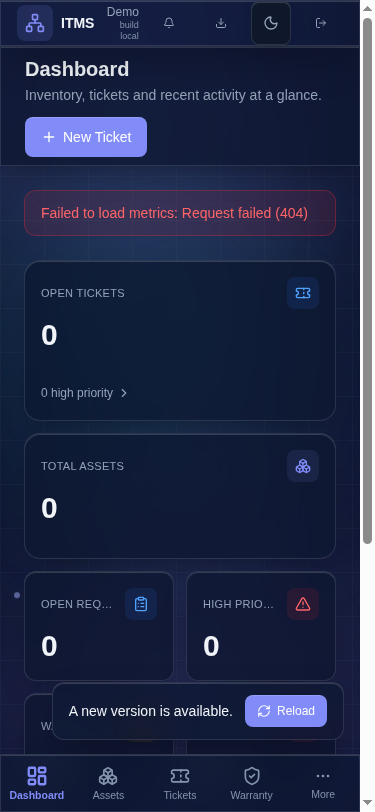 ITMS
Demo
build
local
Dashboard
Inventory, tickets and recent activity at a glance.
New Ticket
Failed to load metrics: Request failed (404)
OPEN TICKETS
0
0 high priority
TOTAL ASSETS
0
OPEN REQ...
HIGH PRIO...
0
0
A new version is available.
Reload
Dashboard
Assets
Tickets
Warranty
More